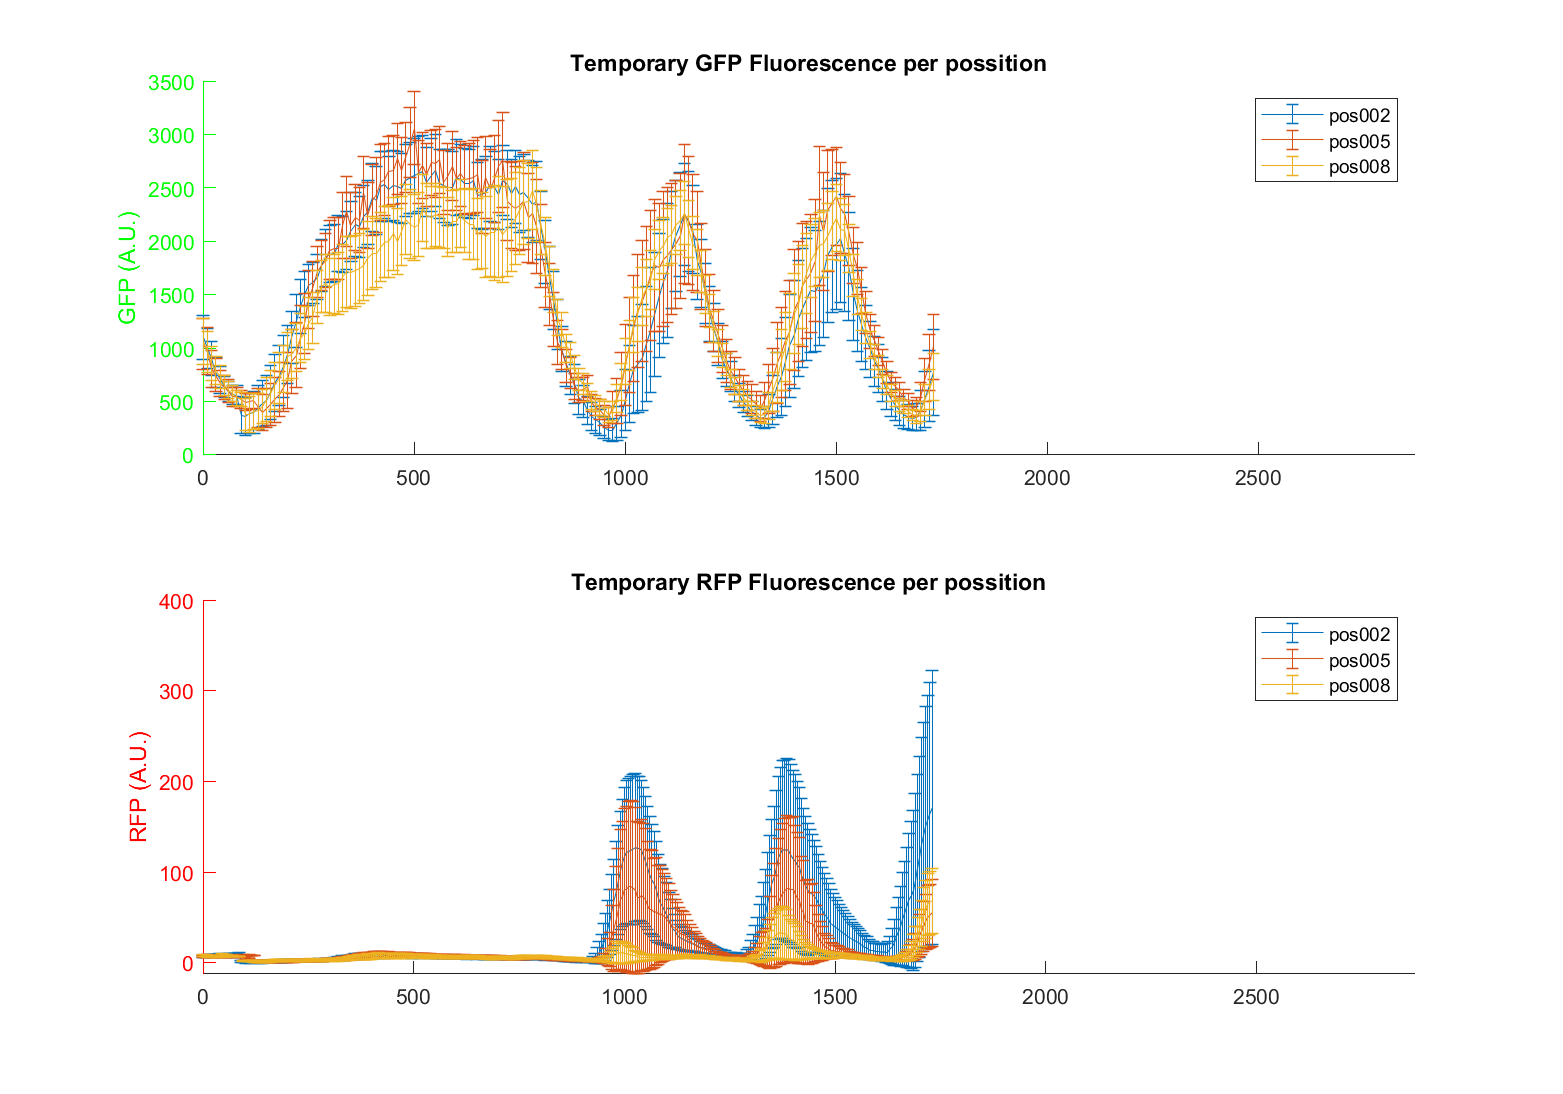 Temporary GFP Fluorescence per possition
3500
3000
2500
2000
1500
1000
500
0
GFP (A.U.)
0 500 1000 1500 2000 2500
pos002
pos005
pos008
Temporary RFP Fluorescence per possition
400
300
200
100
0
RFP (A.U.)
0 500 1000 1500 2000 2500
pos002
pos005
pos008